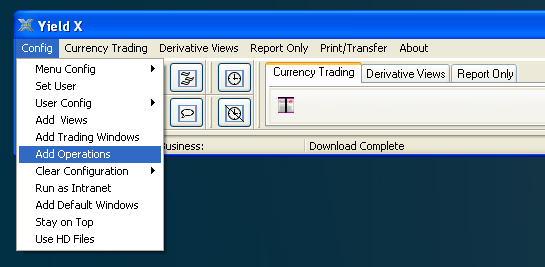 Yield X
Config Currency Trading Derivative Views Report Only Print/Transfer About
Menu Config
Set User
User Config
Add Views
Add Trading Windows
Add Operations
Clear Configuration
Run as Intranet
Add Default Windows
Stay on Top
Use HD Files
Currency Trading Derivative Views Report Only
usiness: Download Complete